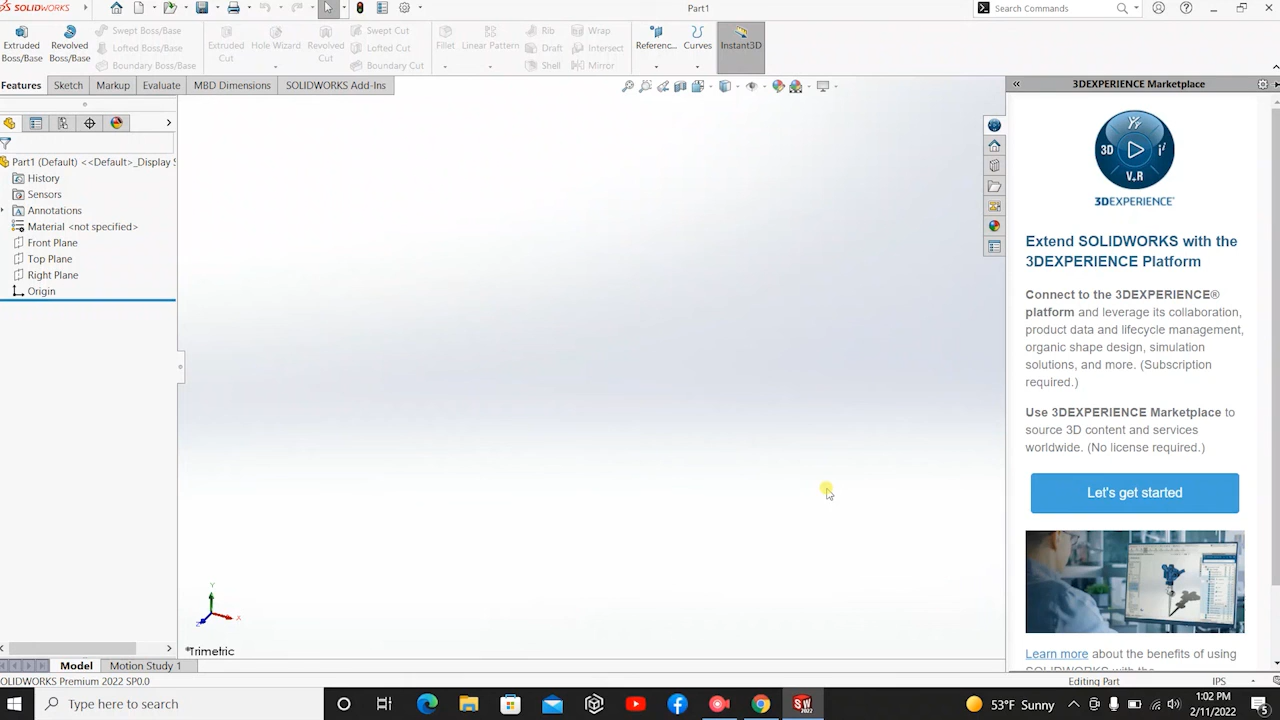 SOLIDWORKS
Part1
Search Commands
Extruded Boss/Base
Revolved Boss/Base
Swept Boss/Base
Lofted Boss/Base
Boundary Boss/Base
Extruded Cut
Hole Wizard
Revolved Cut
Swept Cut
Lofted Cut
Boundary Cut
Fillet
Linear Pattern
Rib
Draft
Shell
Wrap
Intersect
Mirror
Referenc...
Curves
Instant3D
Features
Sketch
Markup
Evaluate
MBD Dimensions
SOLIDWORKS Add-Ins
Part1 (Default) <<Default>_Display S
History
Sensors
Annotations
Material <not specified>
Front Plane
Top Plane
Right Plane
Origin
Y
X
Z
*Trimetric
3DEXPERIENCE Marketplace
3D
V.R
3DEXPERIENCE
Extend SOLIDWORKS with the
3DEXPERIENCE Platform
Connect to the 3DEXPERIENCE®
platform and leverage its collaboration,
product data and lifecycle management,
organic shape design, simulation
solutions, and more. (Subscription
required.)
Use 3DEXPERIENCE Marketplace to
source 3D content and services
worldwide. (No license required.)
Let's get started
Learn more about the benefits of using
SOLIDWORKS with the
Model
Motion Study 1
SOLIDWORKS Premium 2022 SP0.0
Editing Part
IPS
Type here to search
SW
2022
53°F Sunny
1:02 PM
2/11/2022
5